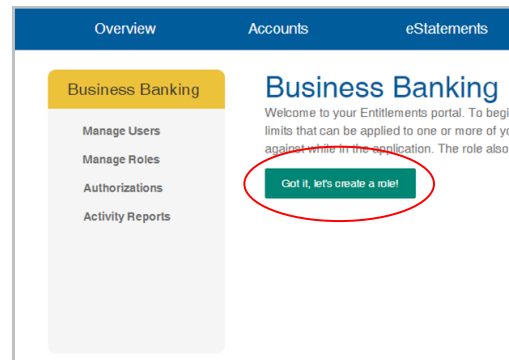 Overview Accounts eStatements
Business Banking
Manage Users
Manage Roles
Authorizations
Activity Reports
Business Banking
Welcome to your Entitlements portal. To begi
limits that can be applied to one or more of yo
against while in the application. The role also
Got it, let's create a role!